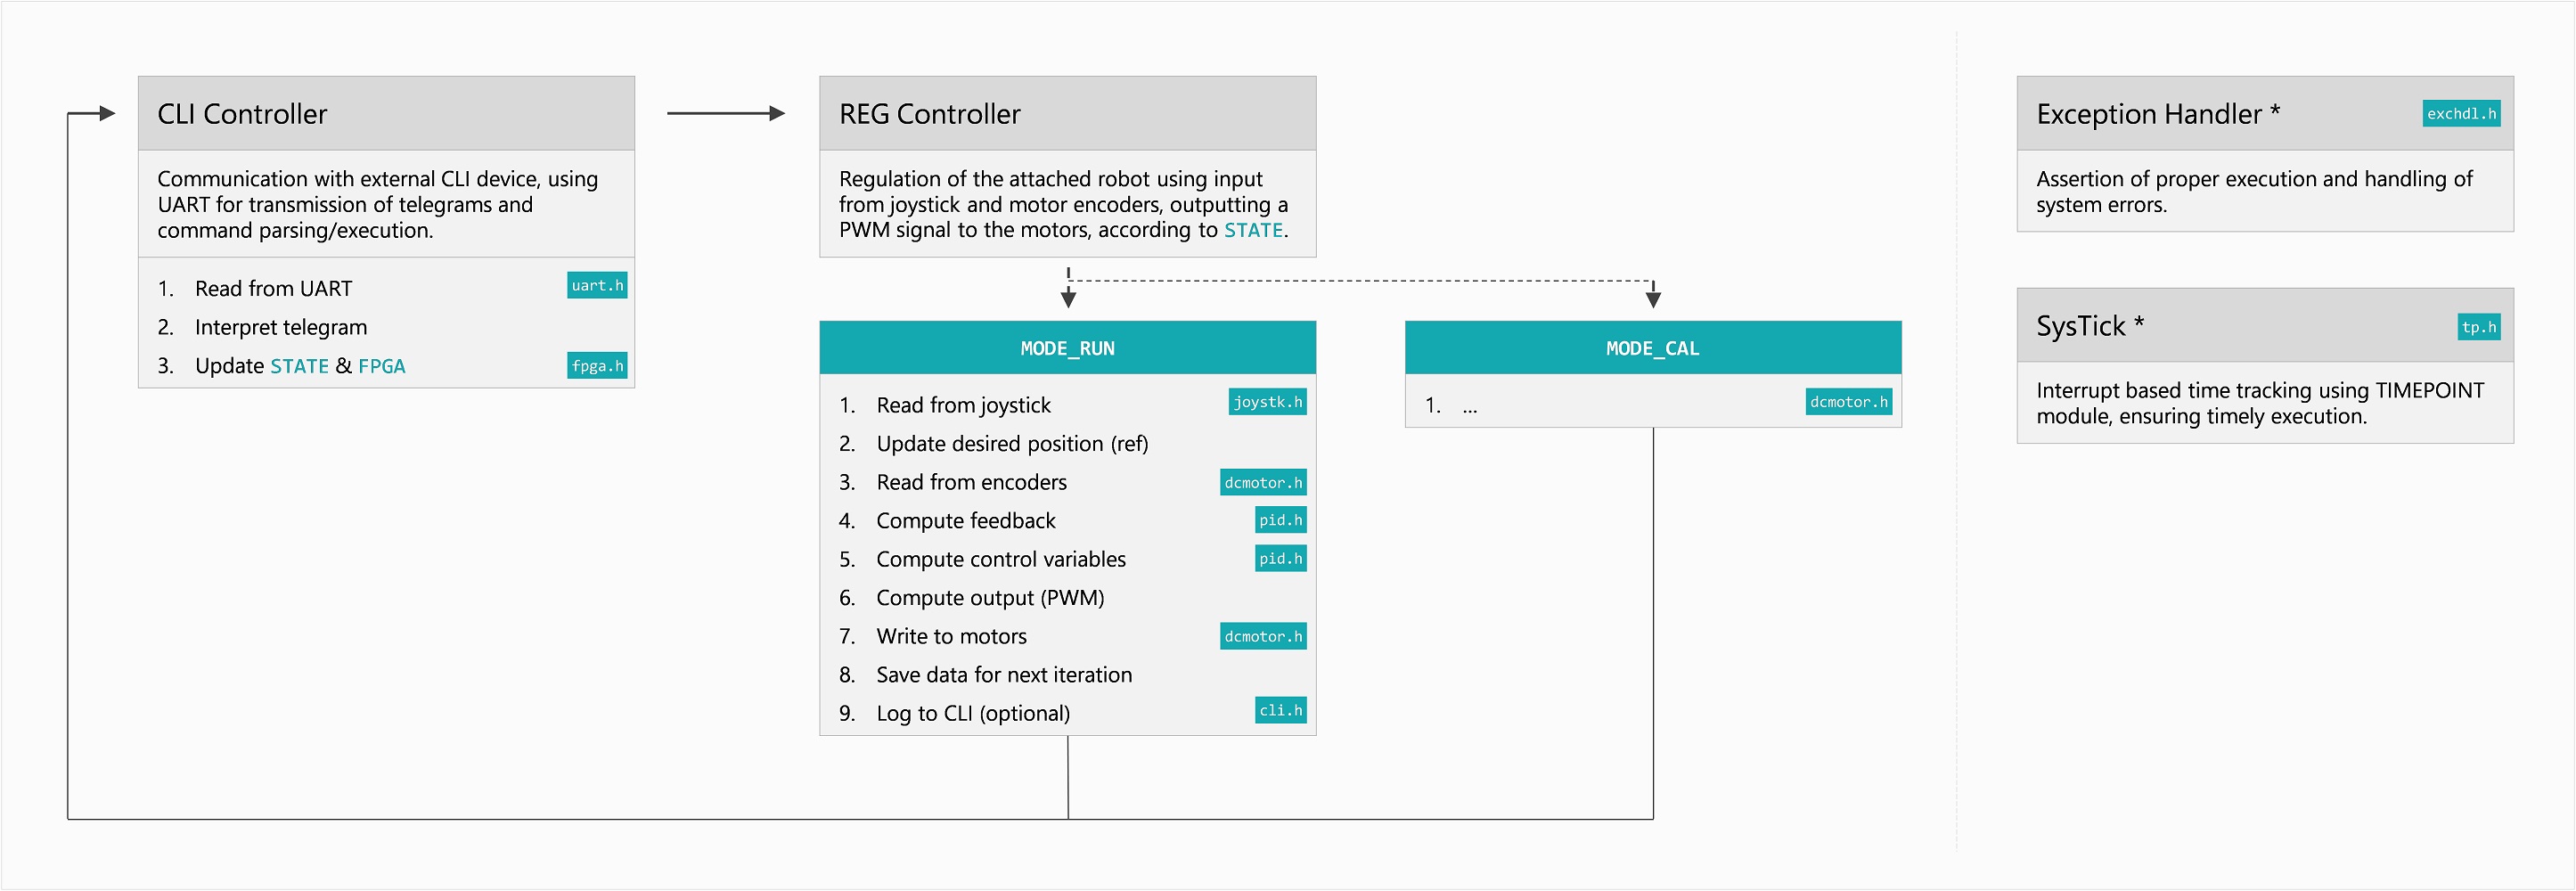 CLI Controller
Communication with external CLI device, using
UART for transmission of telegrams and
command parsing/execution.
1. Read from UART uart.h
2. Interpret telegram
3. Update STATE & FPGA fpga.h
REG Controller
Regulation of the attached robot using input
from joystick and motor encoders, outputting a
PWM signal to the motors, according to STATE.
MODE_RUN
1. Read from joystick joystk.h
2. Update desired position (ref)
3. Read from encoders dcmotor.h
4. Compute feedback pid.h
5. Compute control variables pid.h
6. Compute output (PWM)
7. Write to motors dcmotor.h
8. Save data for next iteration
9. Log to CLI (optional) cli.h
MODE_CAL
1. ... dcmotor.h
Exception Handler * exchdl.h
Assertion of proper execution and handling of
system errors.
SysTick * tp.h
Interrupt based time tracking using TIMEPOINT
module, ensuring timely execution.